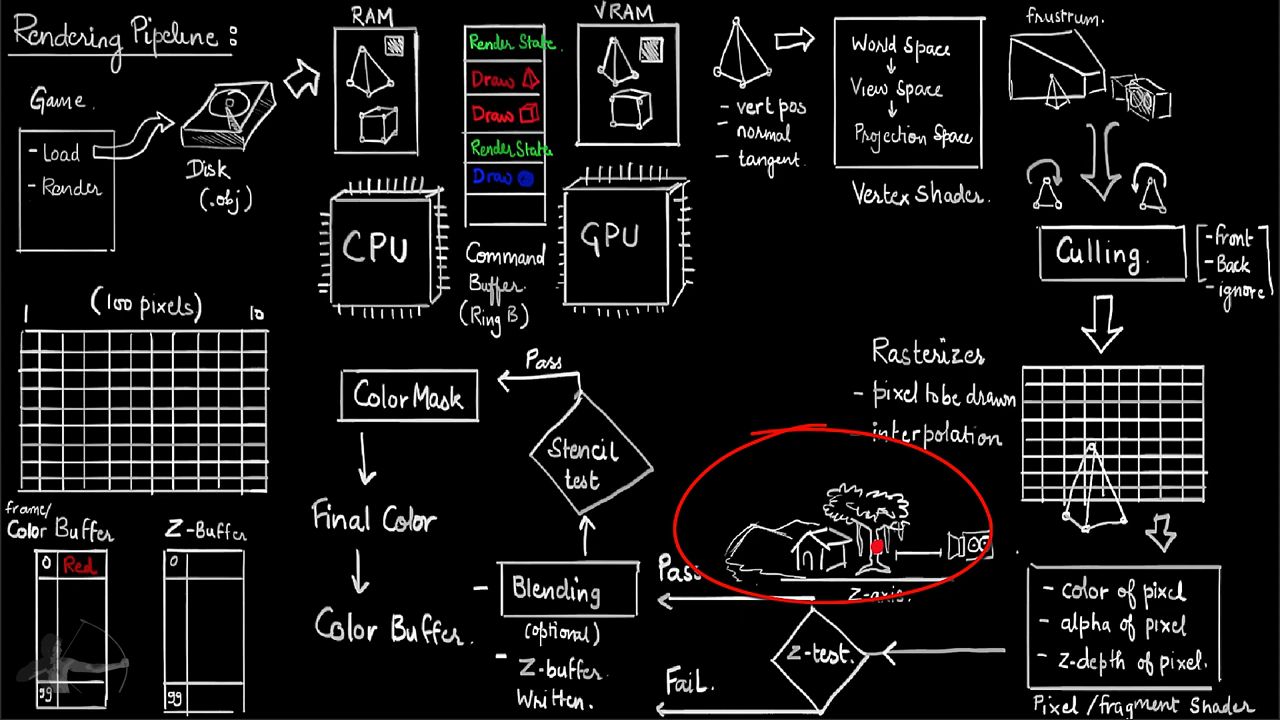 Rendering Pipeline :
Game
- Load
- Render
Disk
(.obj)
RAM
CPU
Render State
Draw
Draw
Render State
Draw
Command
Buffer
(Ring B)
VRAM
GPU
- vert pos
- normal
- tangent.
World Space
View Space
Projection Space
Vertex Shader.
frustrum.
Culling.
- front
- Back
- ignore
(100 pixels)
1
10
Rasterizes
- pixel to be drawn
- interpolation
Pass
Color Mask
Stencil
test
Final Color
Color Buffer.
- Blending
(optional)
- Z-buffer
Written.
Pass
Z-axis.
Z-test.
Fail.
- color of pixel
- alpha of pixel
- z-depth of pixel.
Pixel / fragment Shader
frame/
Color Buffer
0 Red
99
Z-Buffer
0
99